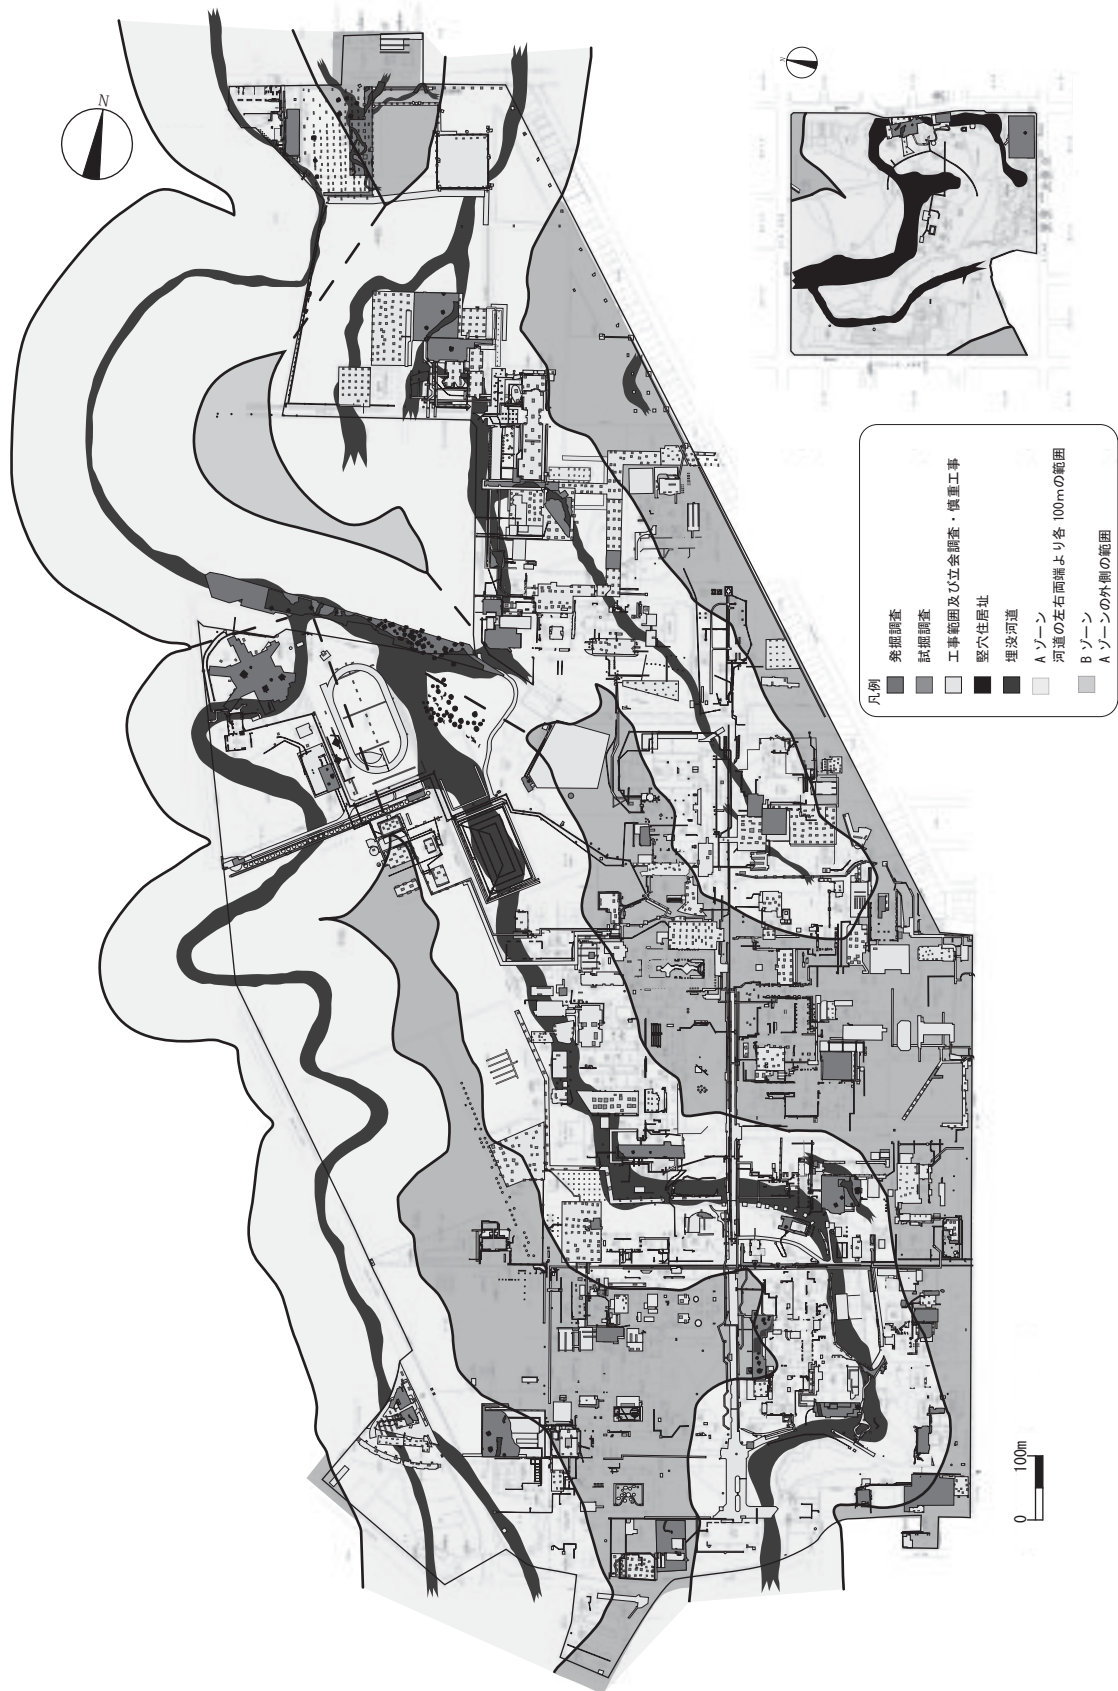 N
N
凡例
発掘調査
試掘調査
工事範囲及び立会調査・慎重工事
竪穴住居址
埋没河道
A ゾーン
河道の左右両端より各 100mの範囲
B ゾーン
A ゾーンの外側の範囲
0 100m